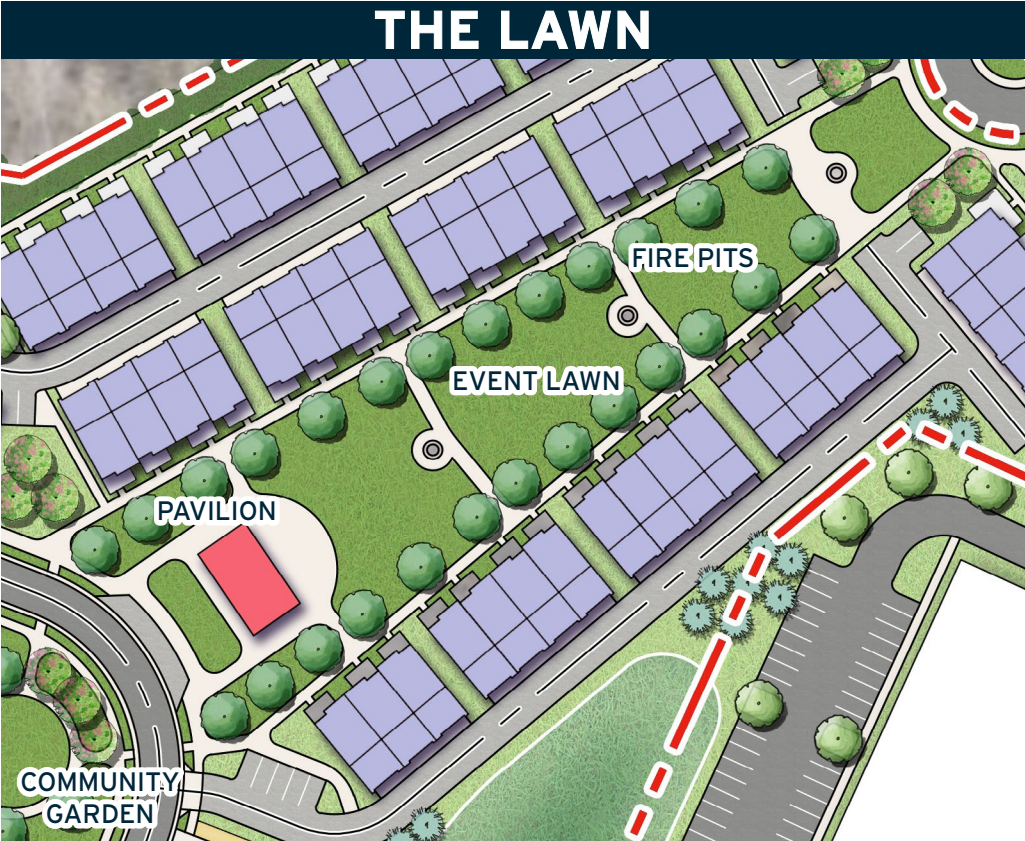 THE LAWN
FIRE PITS
EVENT LAWN
PAVILION
COMMUNITY
GARDEN